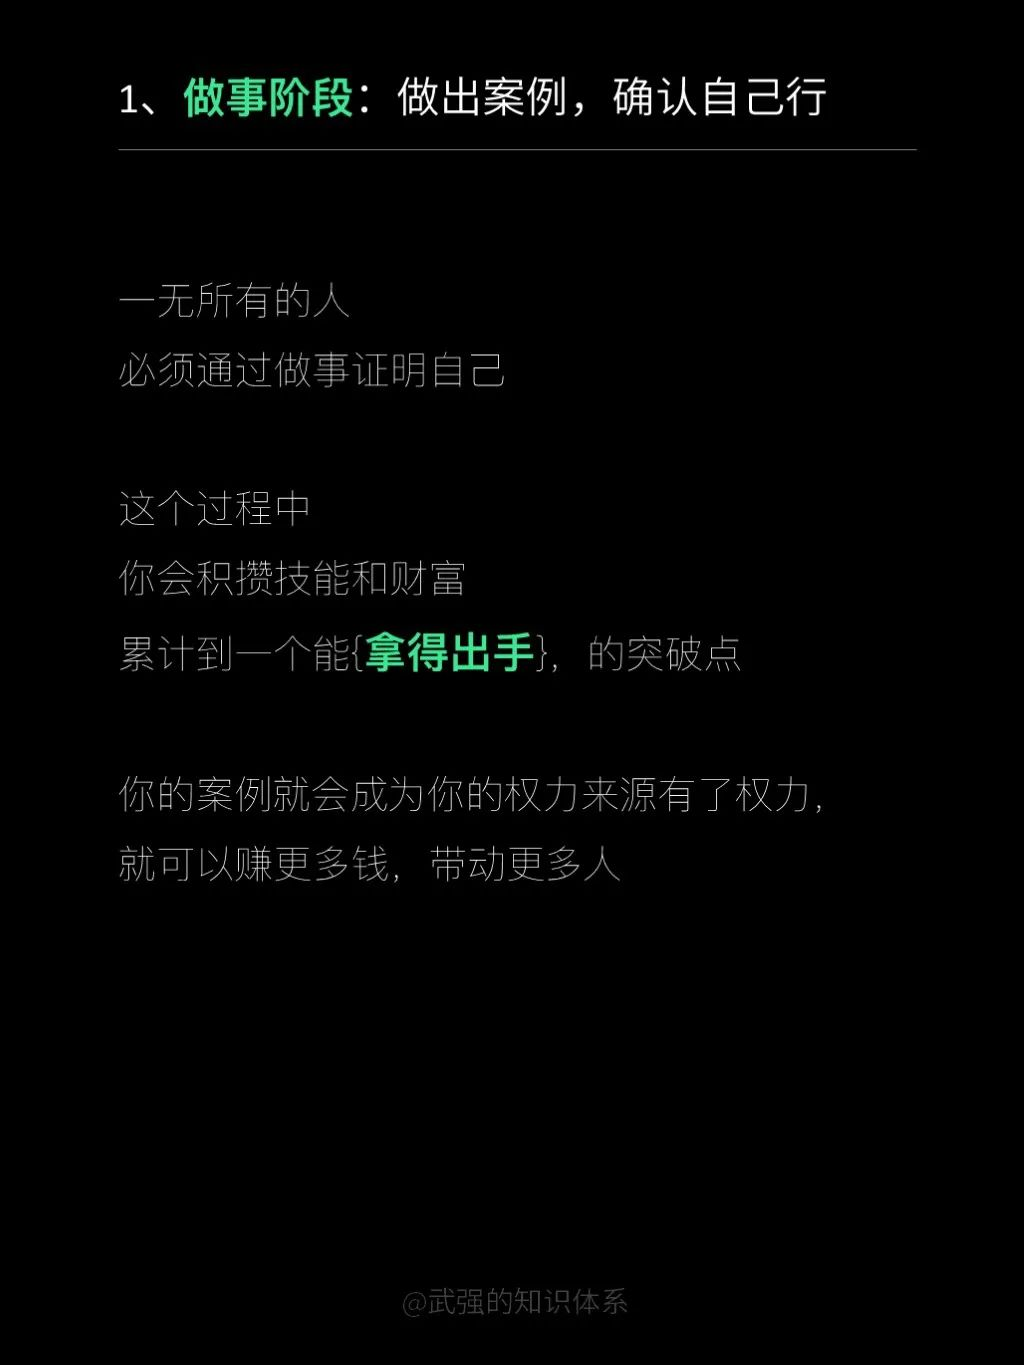 1、做事阶段：做出案例，确认自己行
一无所有的人
必须通过做事证明自己
这个过程中
你会积攒技能和财富
累计到一个能{拿得出手}，的突破点
你的案例就会成为你的权力来源有了权力，
就可以赚更多钱，带动更多人
@武强的知识体系